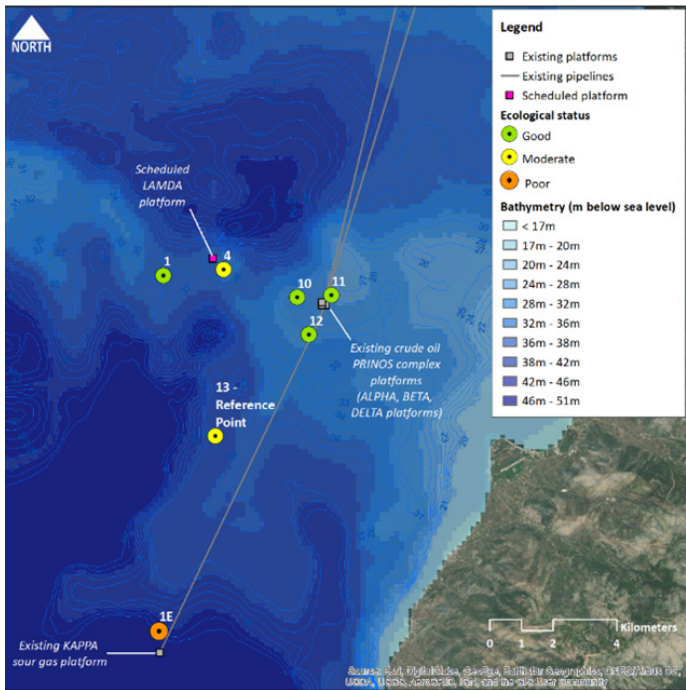 NORTH
Legend
Existing platforms
Existing pipelines
Scheduled platform
Ecological status
Good
Moderate
Poor
Bathymetry (m below sea level)
< 17m
17m - 20m
20m - 24m
24m - 28m
28m - 32m
32m - 36m
36m - 38m
38m - 42m
42m - 46m
46m - 51m
Scheduled
LAMDA
platform
1
4
10
11
12
Existing crude oil
PRINOS complex
platforms
(ALPHA, BETA,
DELTA platforms)
13 -
Reference
Point
1E
Existing KAPPA
sour gas platform
Kilometers
0 1 2 4